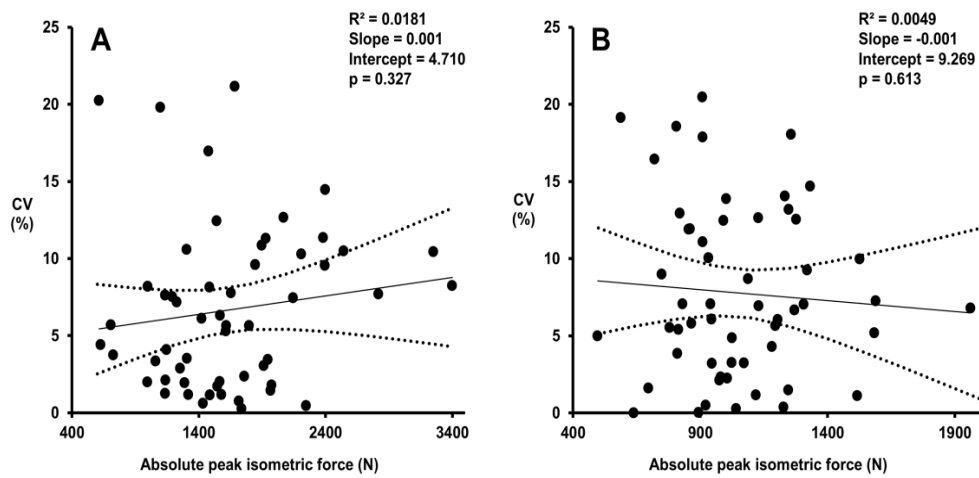 A
R² = 0.0181
Slope = 0.001
Intercept = 4.710
p = 0.327
25
20
15
10
5
0
CV
(%)
400 1400 2400 3400
Absolute peak isometric force (N)
B
R² = 0.0049
Slope = -0.001
Intercept = 9.269
p = 0.613
25
20
15
10
5
0
CV
(%)
400 900 1400 1900
Absolute peak isometric force (N)